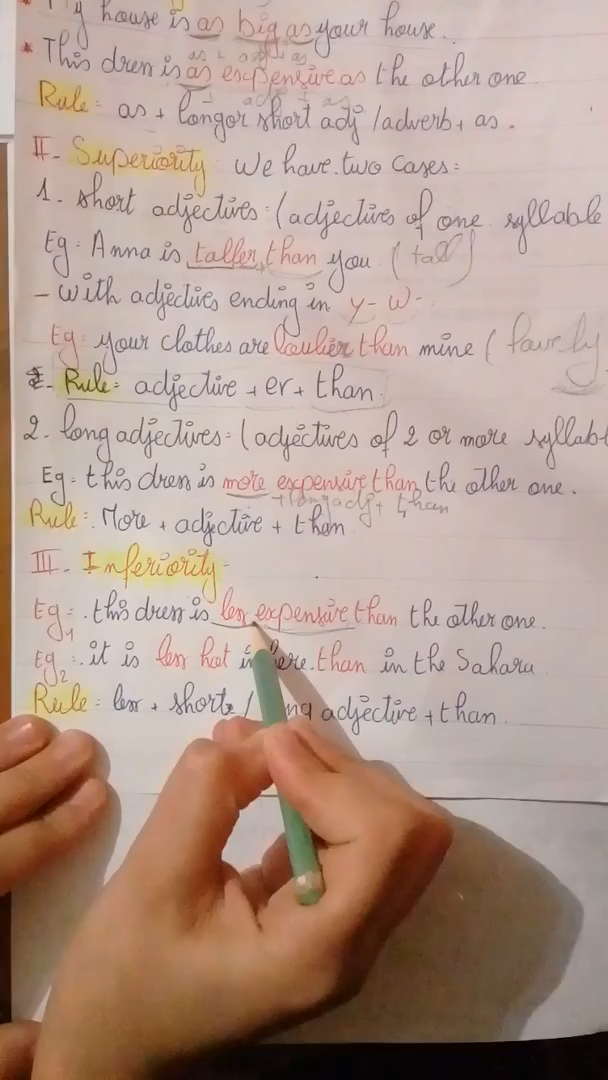 My house is as big as your house.
* This dress is as expensive as the other one
Rule: as + long or short adj /adverb + as.
II- Superiority: We have two cases:
1. short adjectives: (adjectives of one syllable
Eg: Anna is taller than you (tall)
- With adjectives ending in y- w-
Eg: your clothes are lovlier than mine (
Rule: adjective + er + than.
2. long adjectives: (adjectives of 2 or more syllabl
Eg: this dress is more expensive than the other one.
+ long adj + than
Rule: More + adjective + than
III- Inferiority:
Eg1: this dress is less expensive than the other one.
Eg2: it is less hot in here than in the Sahara
Rule: less + short / adjective + than.